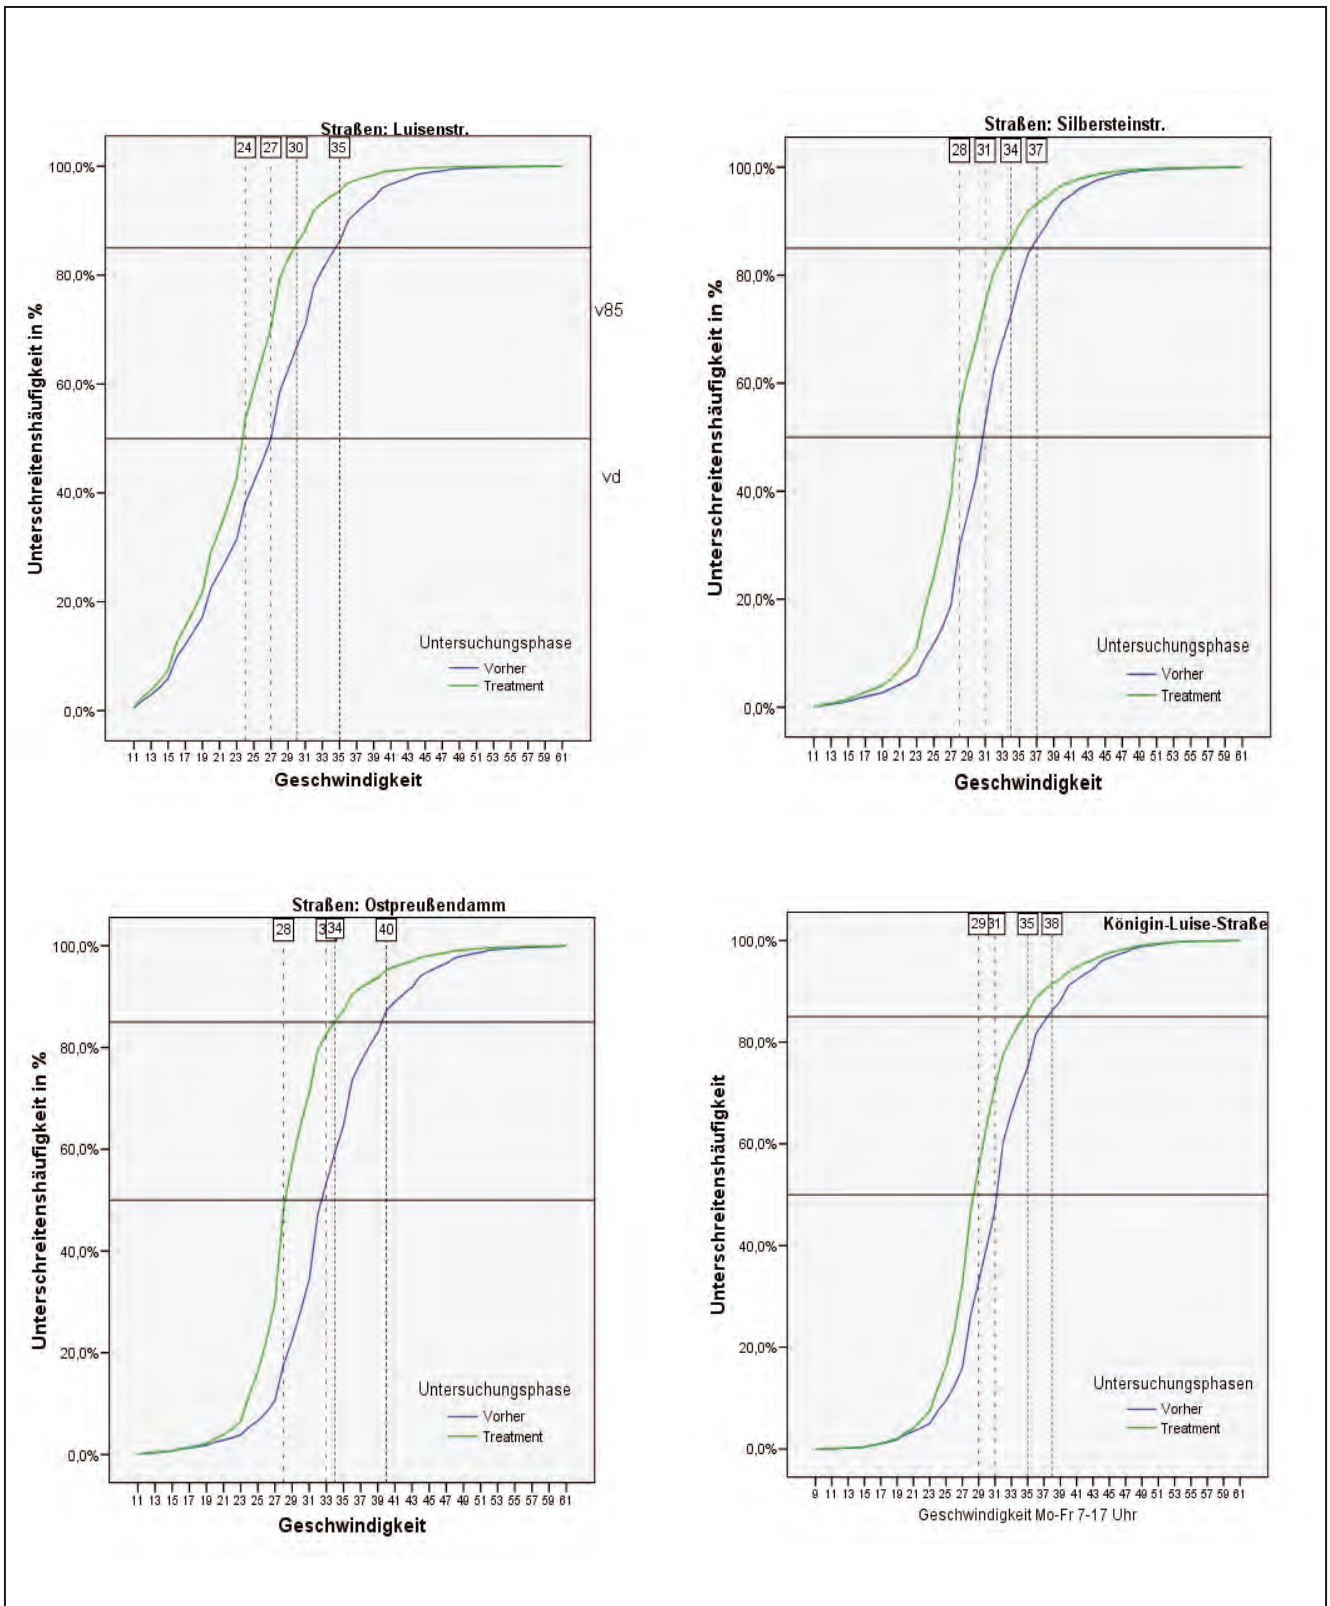 Straßen: Luisenstr.
24 27 30 35
100,0%
80,0%
60,0%
40,0%
20,0%
0,0%
Unterschreitenshäufigkeit in %
v85
vd
Untersuchungsphase
Vorher
Treatment
11 13 15 17 19 21 23 25 27 29 31 33 35 37 39 41 43 45 47 49 51 53 55 57 59 61
Geschwindigkeit
Straßen: Silbersteinstr.
28 31 34 37
100,0%
80,0%
60,0%
40,0%
20,0%
0,0%
Unterschreitenshäufigkeit in %
Untersuchungsphase
Vorher
Treatment
11 13 15 17 19 21 23 25 27 29 31 33 35 37 39 41 43 45 47 49 51 53 55 57 59 61
Geschwindigkeit
Straßen: Ostpreußendamm
28 34 40
100,0%
80,0%
60,0%
40,0%
20,0%
0,0%
Unterschreitenshäufigkeit in %
Untersuchungsphase
Vorher
Treatment
11 13 15 17 19 21 23 25 27 29 31 33 35 37 39 41 43 45 47 49 51 53 55 57 59 61
Geschwindigkeit
Königin-Luise-Straße
29 31 35 38
100,0%
80,0%
60,0%
40,0%
20,0%
0,0%
Unterschreitenshäufigkeit
Untersuchungsphasen
Vorher
Treatment
9 11 13 15 17 19 21 23 25 27 29 31 33 35 37 39 41 43 45 47 49 51 53 55 57 59 61
Geschwindigkeit Mo-Fr 7-17 Uhr